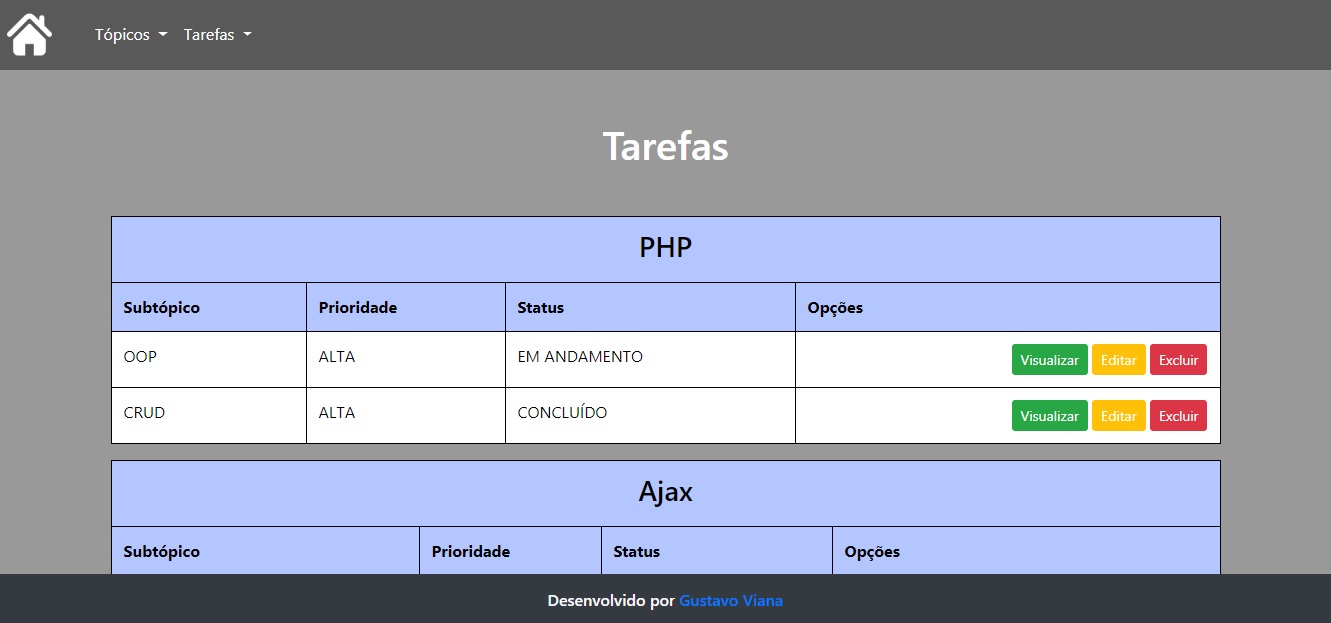 Tópicos Tarefas
Tarefas
PHP
Subtópico Prioridade Status Opções
OOP ALTA EM ANDAMENTO Visualizar Editar Excluir
CRUD ALTA CONCLUÍDO Visualizar Editar Excluir
Ajax
Subtópico Prioridade Status Opções
Desenvolvido por Gustavo Viana